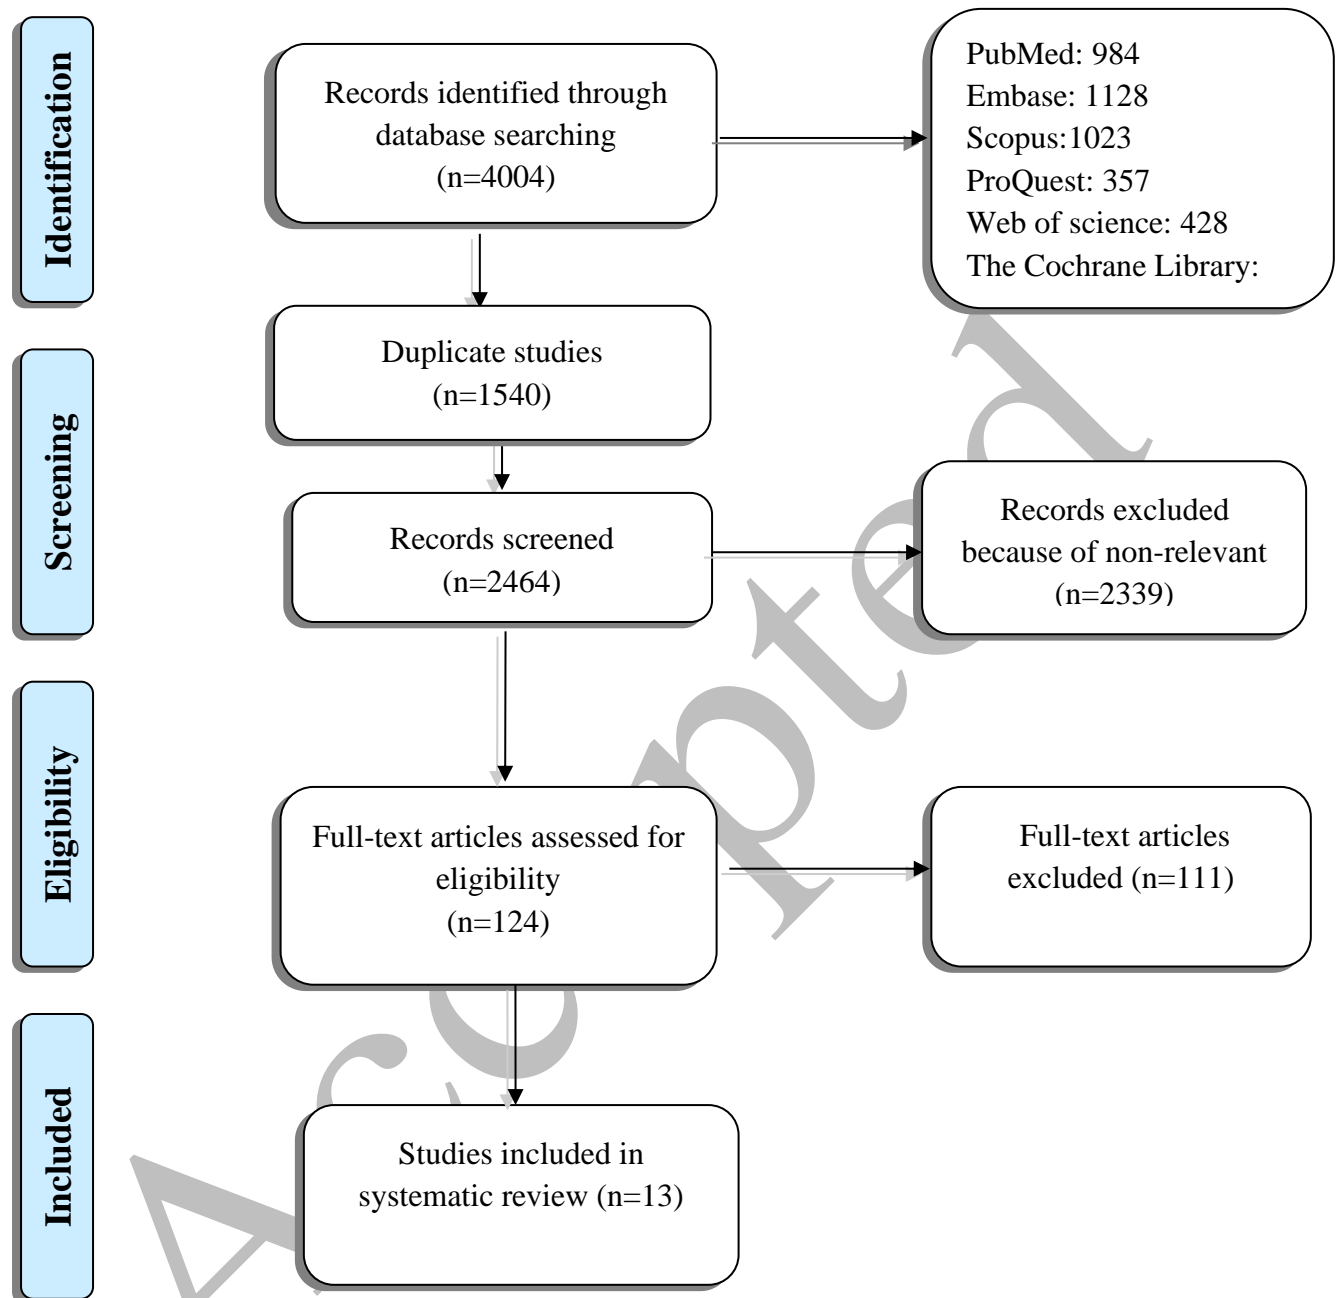 Identification
Records identified through
database searching
(n=4004)
PubMed: 984
Embase: 1128
Scopus:1023
ProQuest: 357
Web of science: 428
The Cochrane Library:
Duplicate studies
(n=1540)
Screening
Records screened
(n=2464)
Records excluded
because of non-relevant
(n=2339)
Eligibility
Full-text articles assessed for
eligibility
(n=124)
Full-text articles
excluded (n=111)
Included
Studies included in
systematic review (n=13)
Accepted